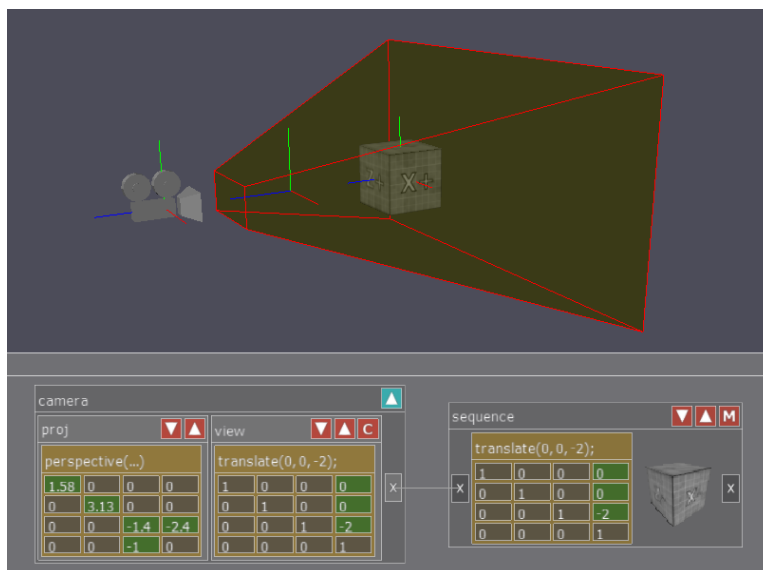 X+
camera
proj
view
C
perspective(...)
1.58 0 0 0
0 3.13 0 0
0 0 -1.4 -2.4
0 0 -1 0
translate(0, 0, -2);
1 0 0 0
0 1 0 0
0 0 1 -2
0 0 0 1
X
sequence
M
X
translate(0, 0, -2);
1 0 0 0
0 1 0 0
0 0 1 -2
0 0 0 1
X
X